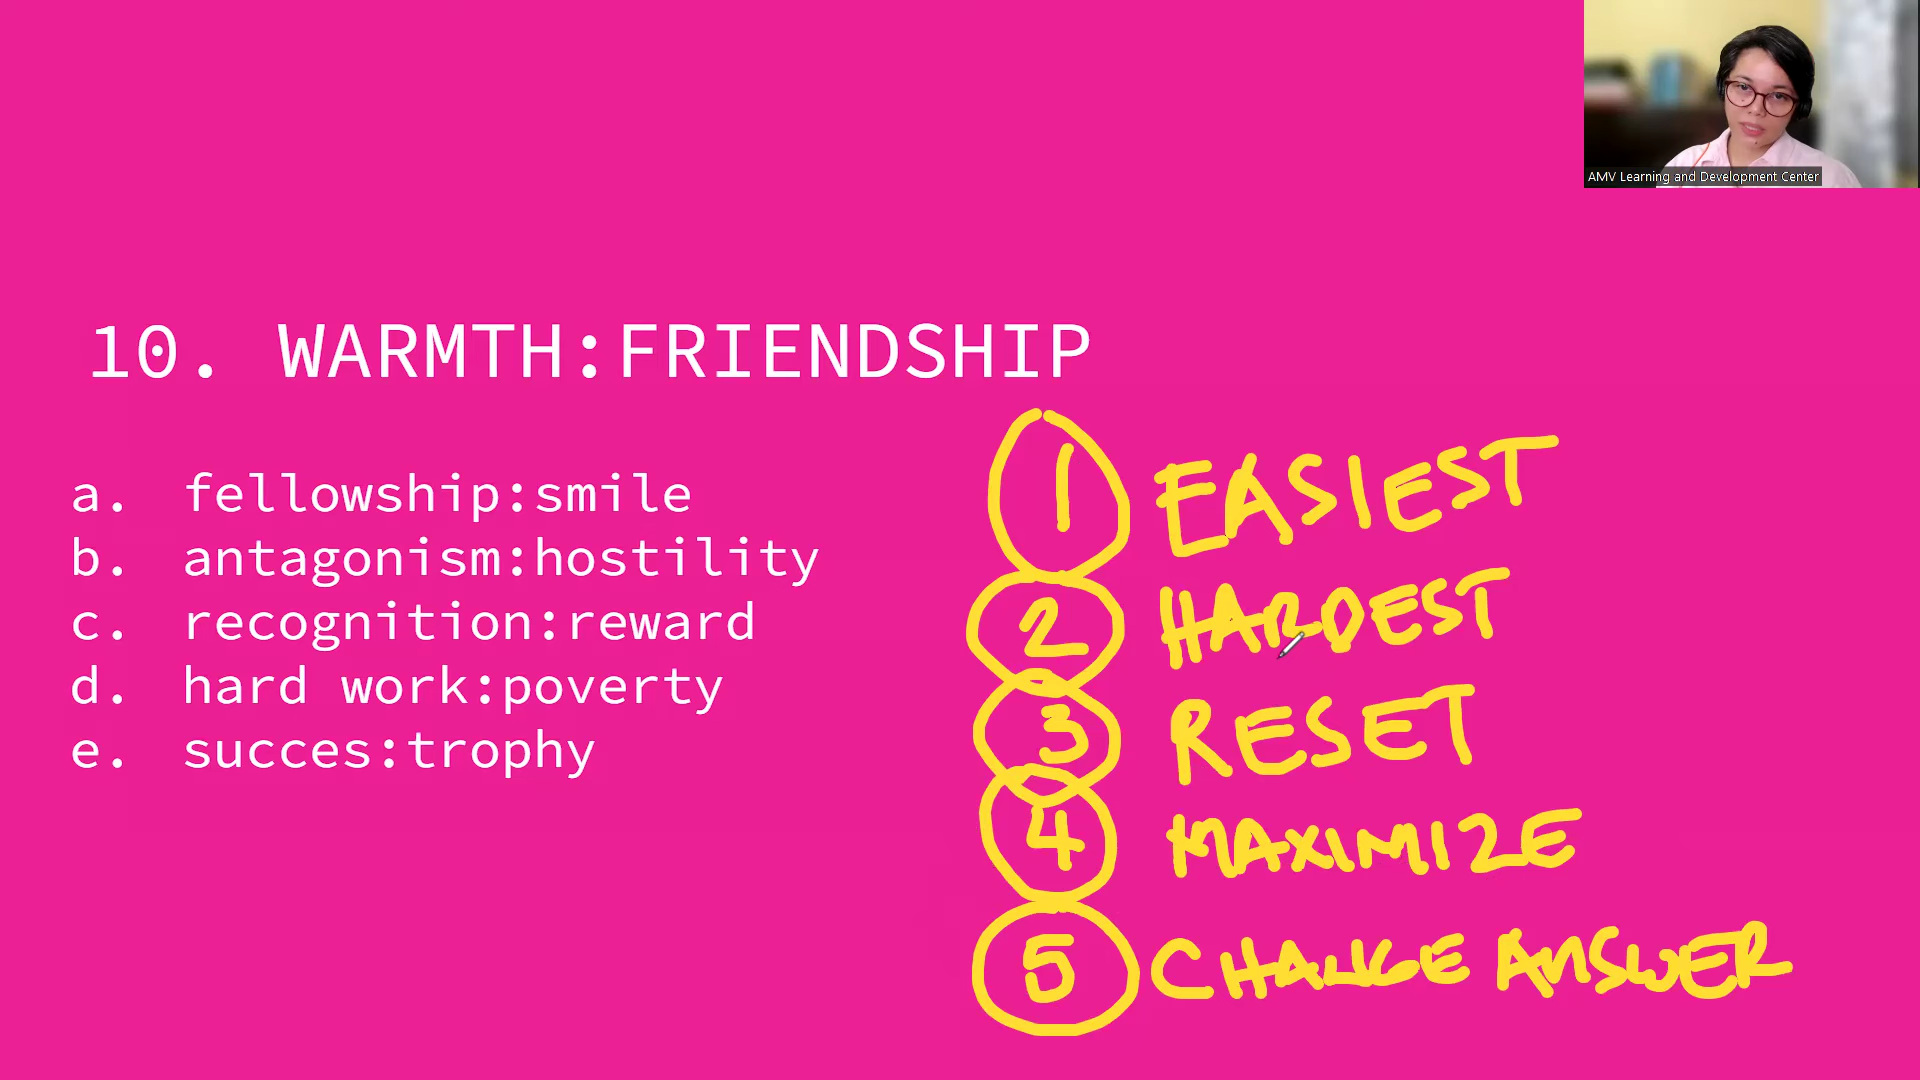 AMV Learning and Development Center
10. WARMTH:FRIENDSHIP
a. fellowship:smile
b. antagonism:hostility
c. recognition:reward
d. hard work:poverty
e. succes:trophy
1 EASIEST
2 HARDEST
3 RESET
4 MAXIMIZE
5 CHANGE ANSWER